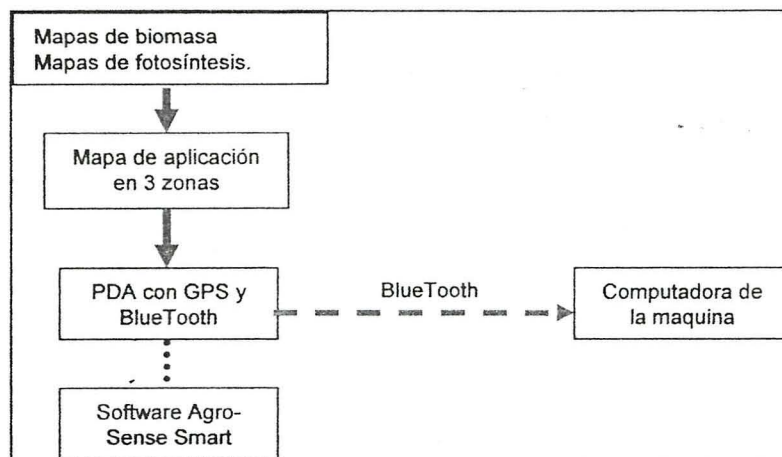 Mapas de biomasa
Mapas de fotosíntesis.
Mapa de aplicación
en 3 zonas
PDA con GPS y
BlueTooth
BlueTooth
Computadora de
la maquina
Software Agro-
Sense Smart